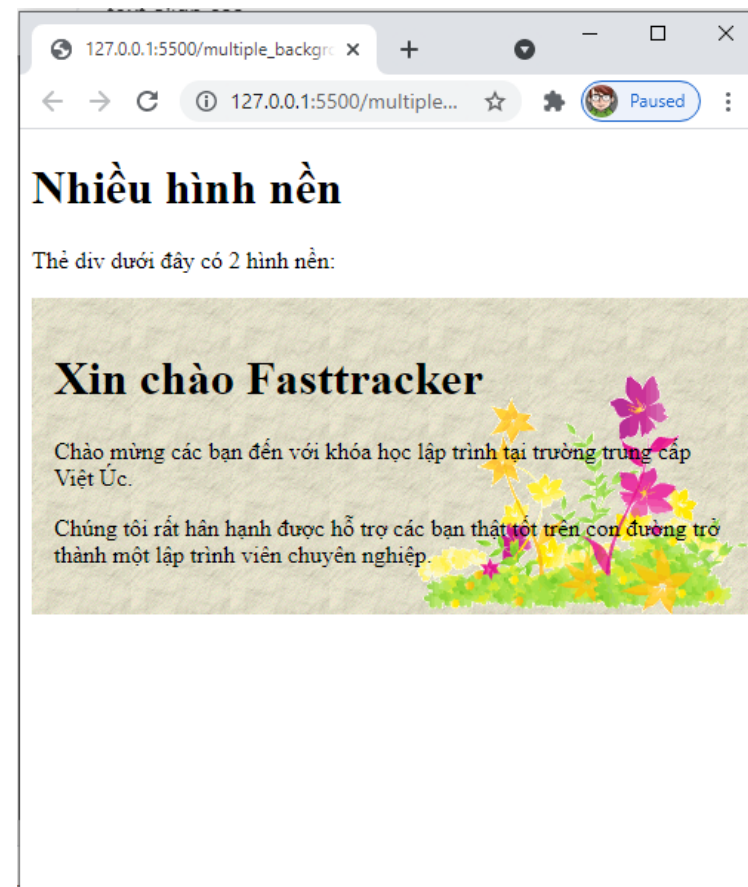 127.0.0.1:5500/multiple_backgr
127.0.0.1:5500/multiple...
Paused
Nhiều hình nền
Thẻ div dưới đây có 2 hình nền:
Xin chào Fasttracker
Chào mừng các bạn đến với khóa học lập trình tại trường trung cấp
Việt Úc.
Chúng tôi rất hân hạnh được hỗ trợ các bạn thật tốt trên con đường trở
thành một lập trình viên chuyên nghiệp.